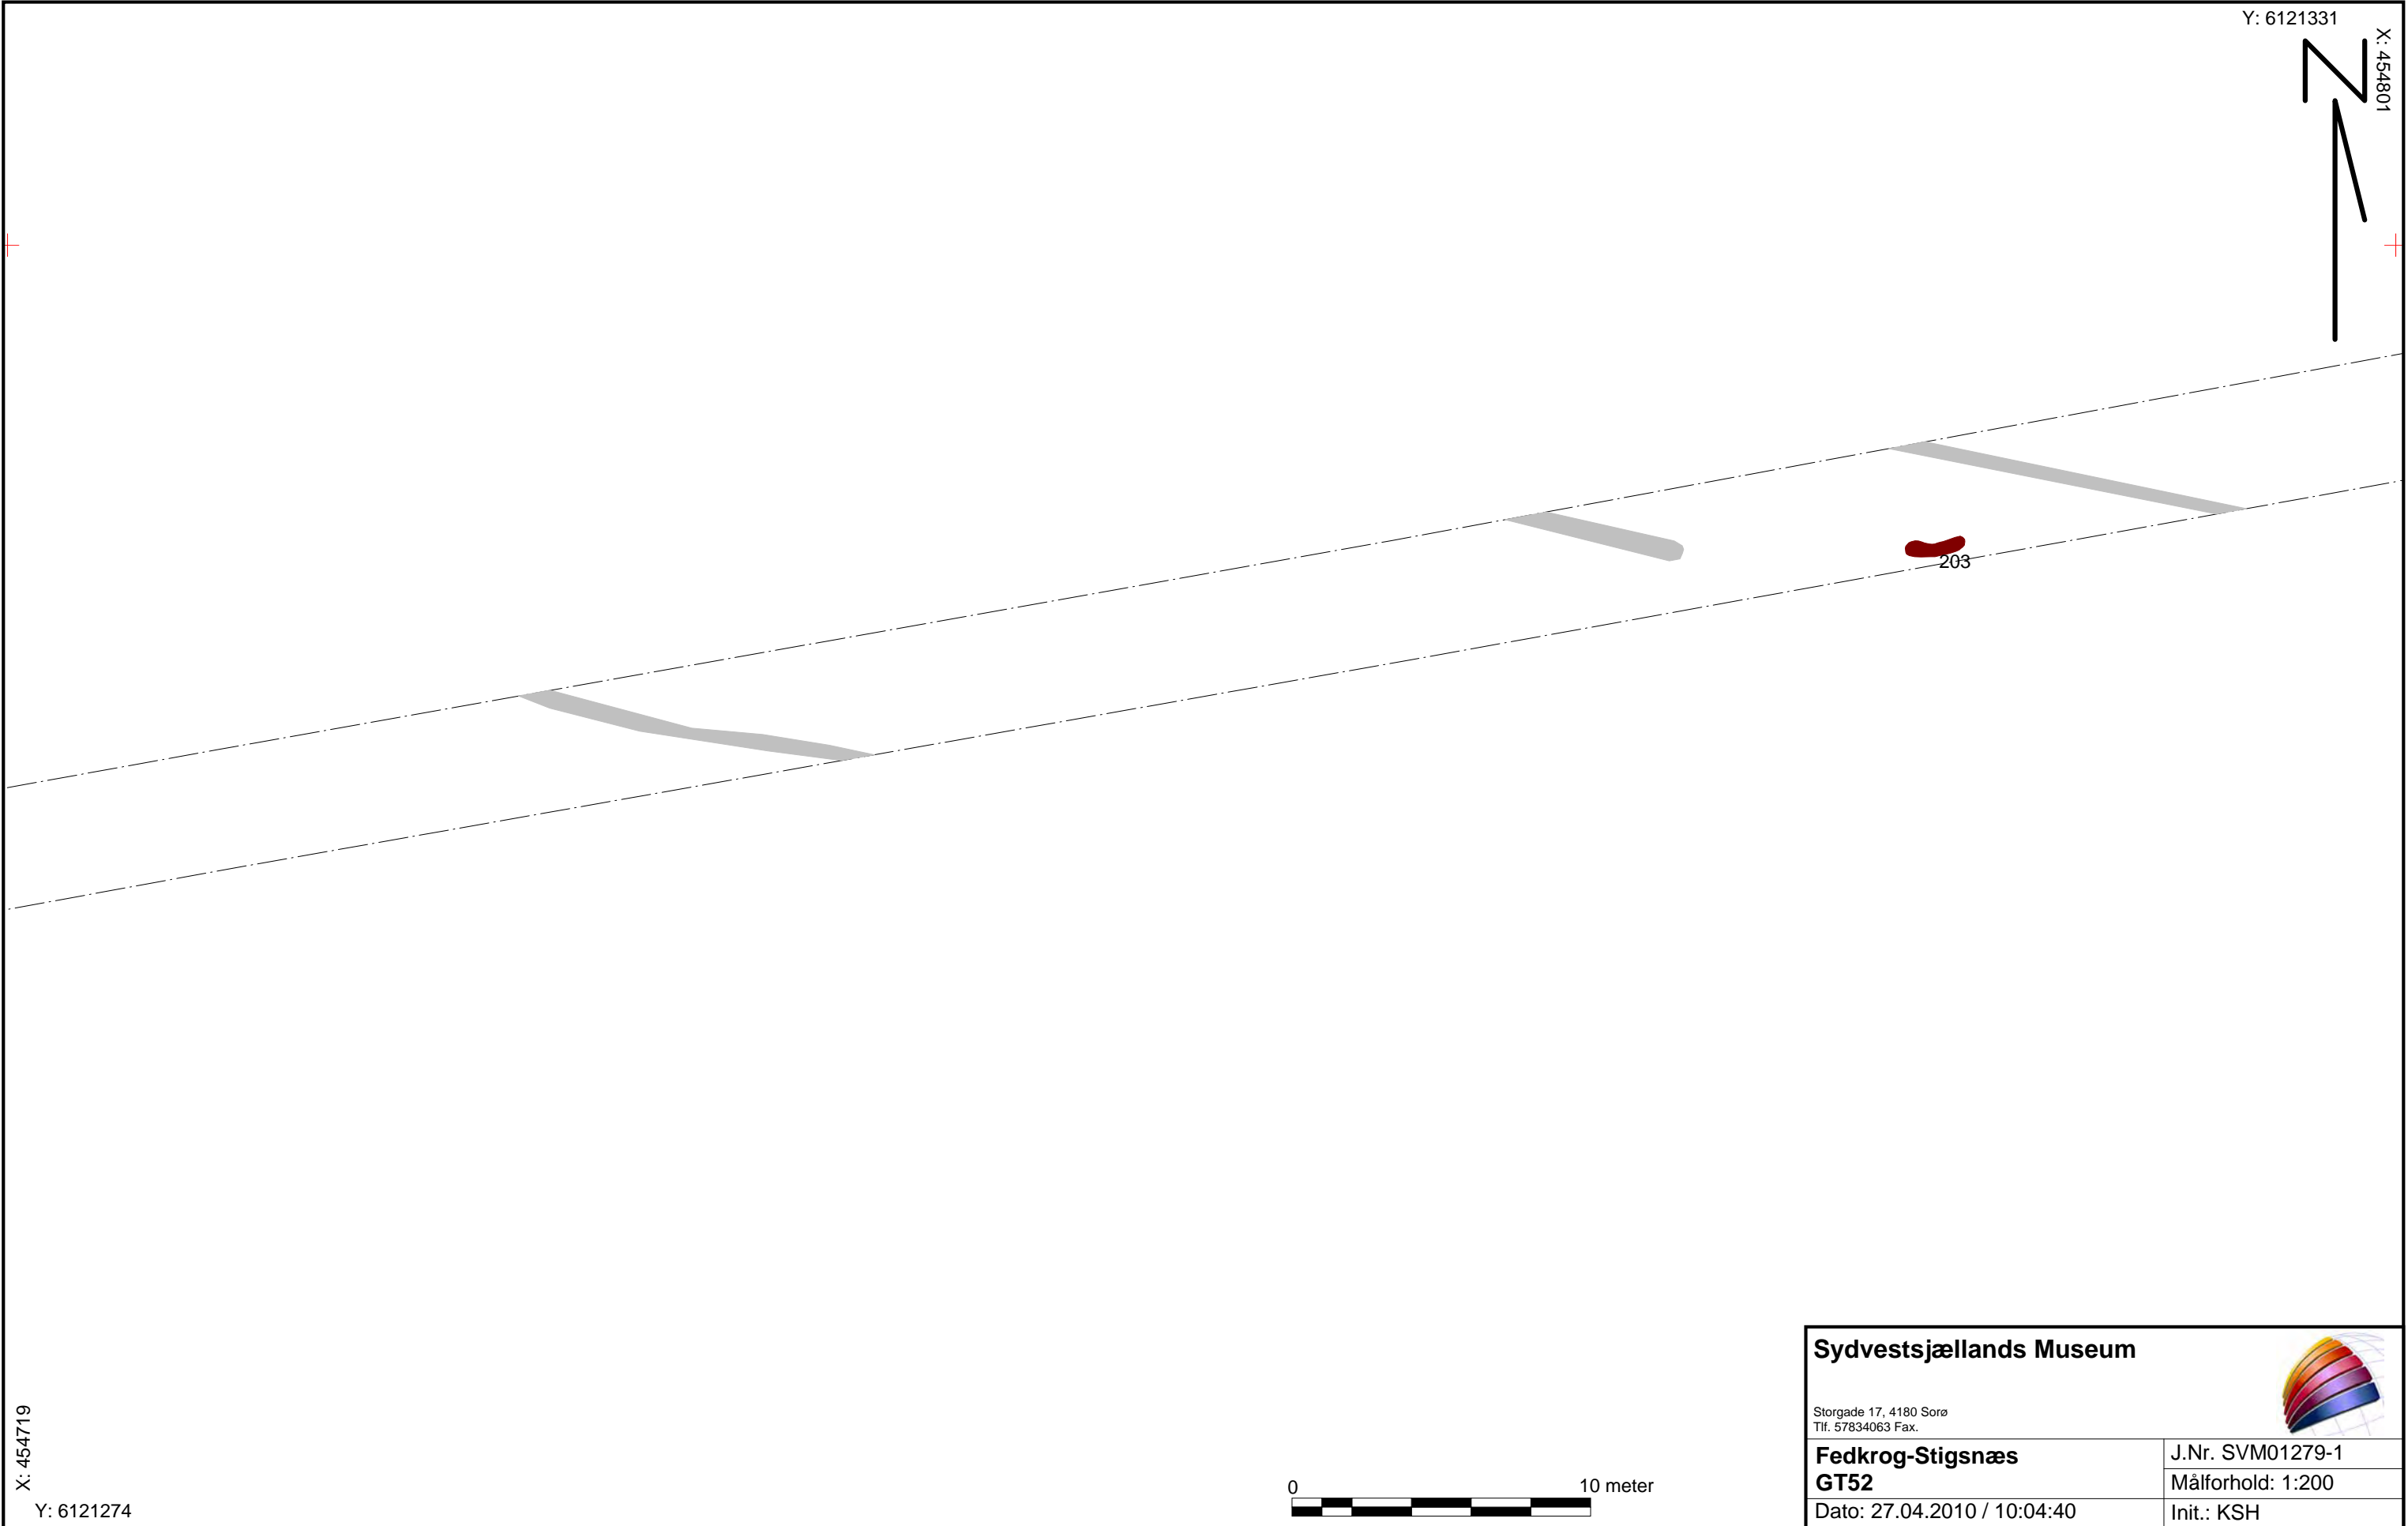 Y: 6121331
X: 454801
203
X: 454719
Y: 6121274
0 10 meter
Sydvestsjællands Museum
Storgade 17, 4180 Sorø
Tlf. 57834063 Fax.
Fedkrog-Stigsnæs
GT52
J.Nr. SVM01279-1
Målforhold: 1:200
Dato: 27.04.2010 / 10:04:40
Init.: KSH